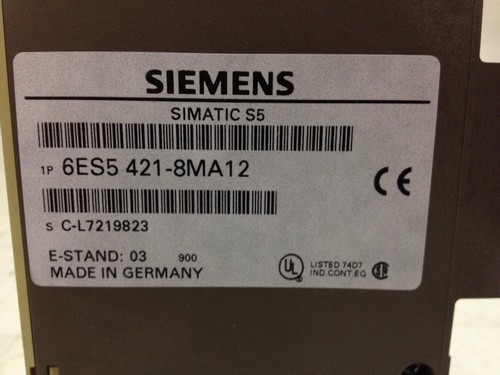 SIEMENS
SIMATIC S5
1P 6ES5 421-8MA12
CE
S C-L7219823
E-STAND: 03 900
MADE IN GERMANY
UL LISTED 74D7
IND.CONT.EQ